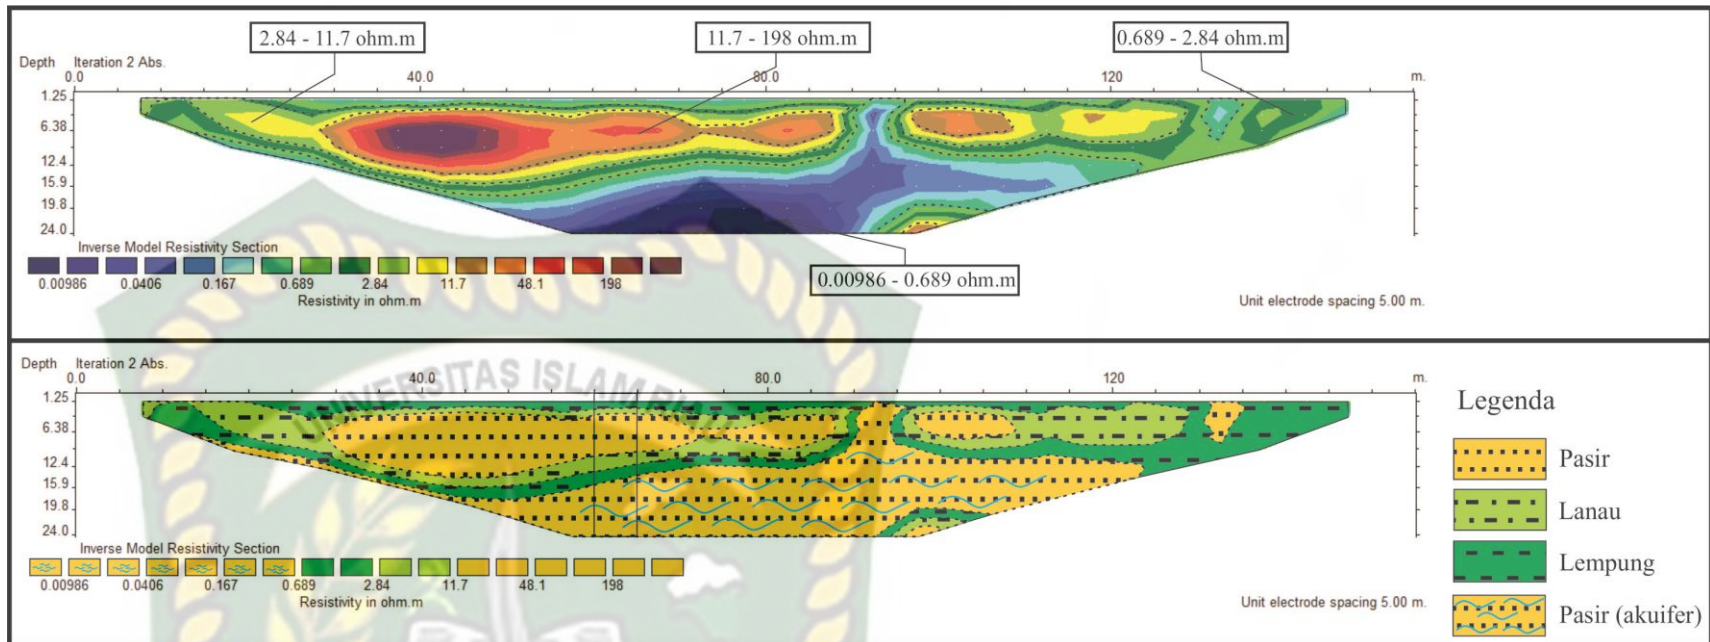 2.84 - 11.7 ohm.m
11.7 - 198 ohm.m
0.689 - 2.84 ohm.m
Depth Iteration 2 Abs.
0.0 40.0 80.0 120 m.
1.25
6.38
12.4
15.9
19.8
24.0
Inverse Model Resistivity Section
0.00986 0.0406 0.167 0.689 2.84 11.7 48.1 198
Resistivity in ohm.m
0.00986 - 0.689 ohm.m
Unit electrode spacing 5.00 m.
Depth Iteration 2 Abs.
0.0 40.0 80.0 120 m.
1.25
6.38
12.4
15.9
19.8
24.0
UNIVERSITAS ISLAM RIAU
Inverse Model Resistivity Section
0.00986 0.0406 0.167 0.689 2.84 11.7 48.1 198
Resistivity in ohm.m
Unit electrode spacing 5.00 m.
Legenda
Pasir
Lanau
Lempung
Pasir (akuifer)